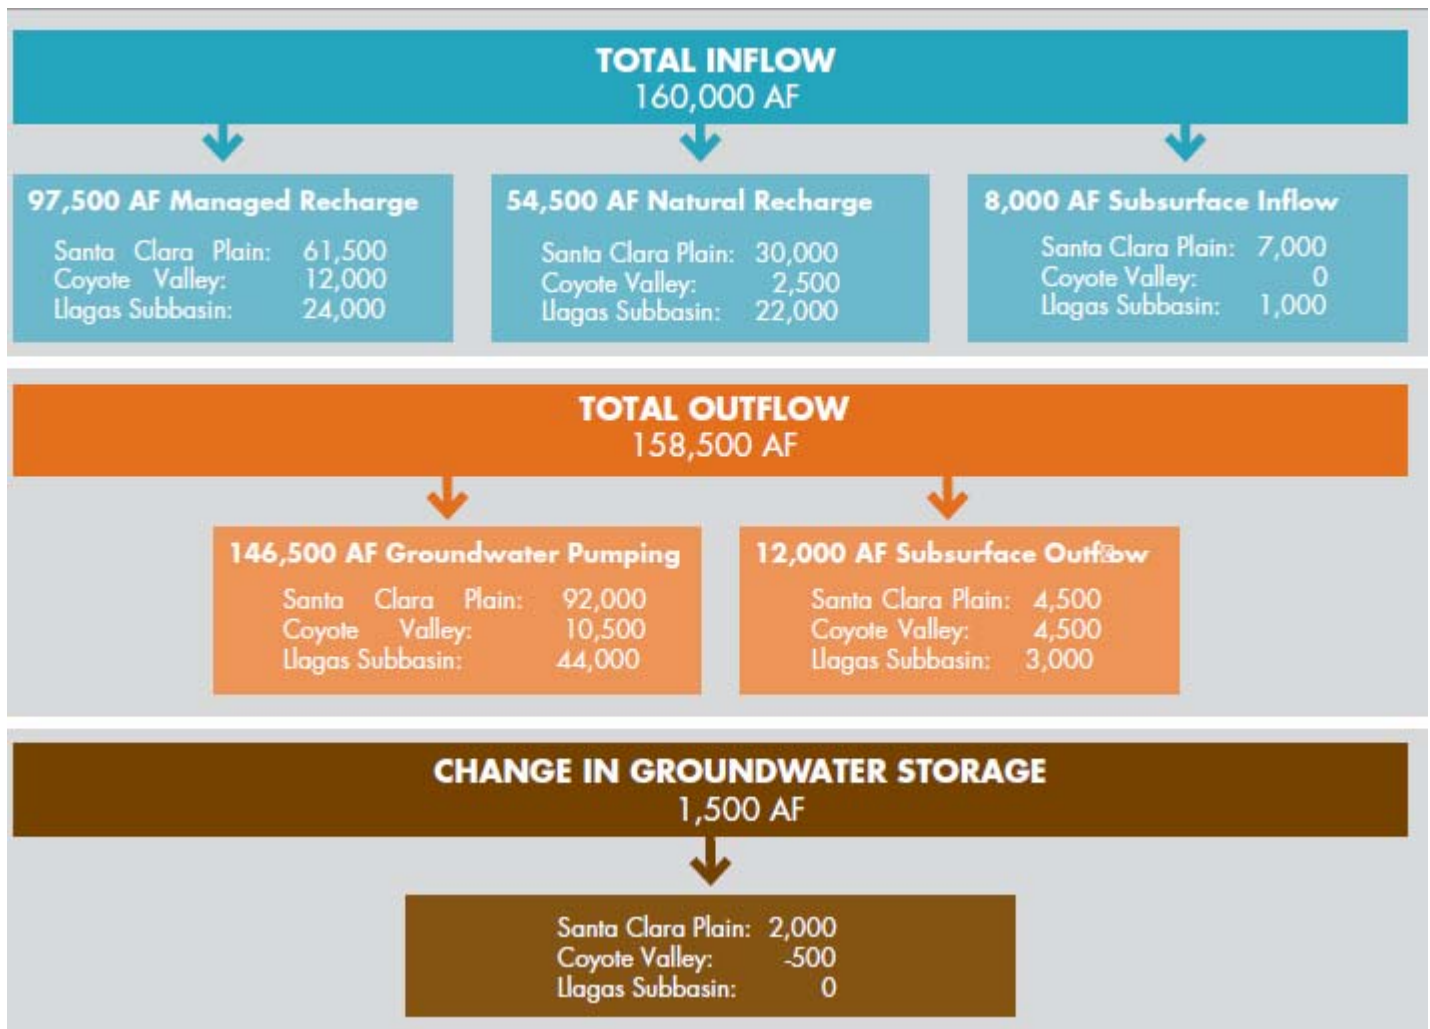 TOTAL INFLOW
160,000 AF
97,500 AF Managed Recharge
Santa Clara Plain: 61,500
Coyote Valley: 12,000
Llagas Subbasin: 24,000
54,500 AF Natural Recharge
Santa Clara Plain: 30,000
Coyote Valley: 2,500
Llagas Subbasin: 22,000
8,000 AF Subsurface Inflow
Santa Clara Plain: 7,000
Coyote Valley: 0
Llagas Subbasin: 1,000
TOTAL OUTFLOW
158,500 AF
146,500 AF Groundwater Pumping
Santa Clara Plain: 92,000
Coyote Valley: 10,500
Llagas Subbasin: 44,000
12,000 AF Subsurface Outf☒ow
Santa Clara Plain: 4,500
Coyote Valley: 4,500
Llagas Subbasin: 3,000
CHANGE IN GROUNDWATER STORAGE
1,500 AF
Santa Clara Plain: 2,000
Coyote Valley: -500
Llagas Subbasin: 0